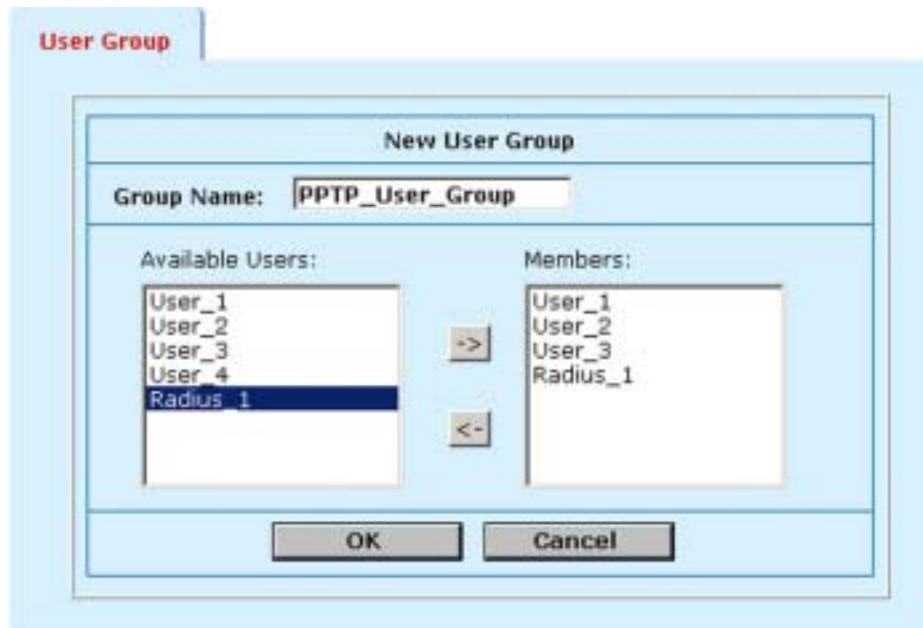 User Group
New User Group
Group Name: PPTP_User_Group
Available Users:
User_1
User_2
User_3
User_4
Radius_1
->
<-
Members:
User_1
User_2
User_3
Radius_1
OK Cancel